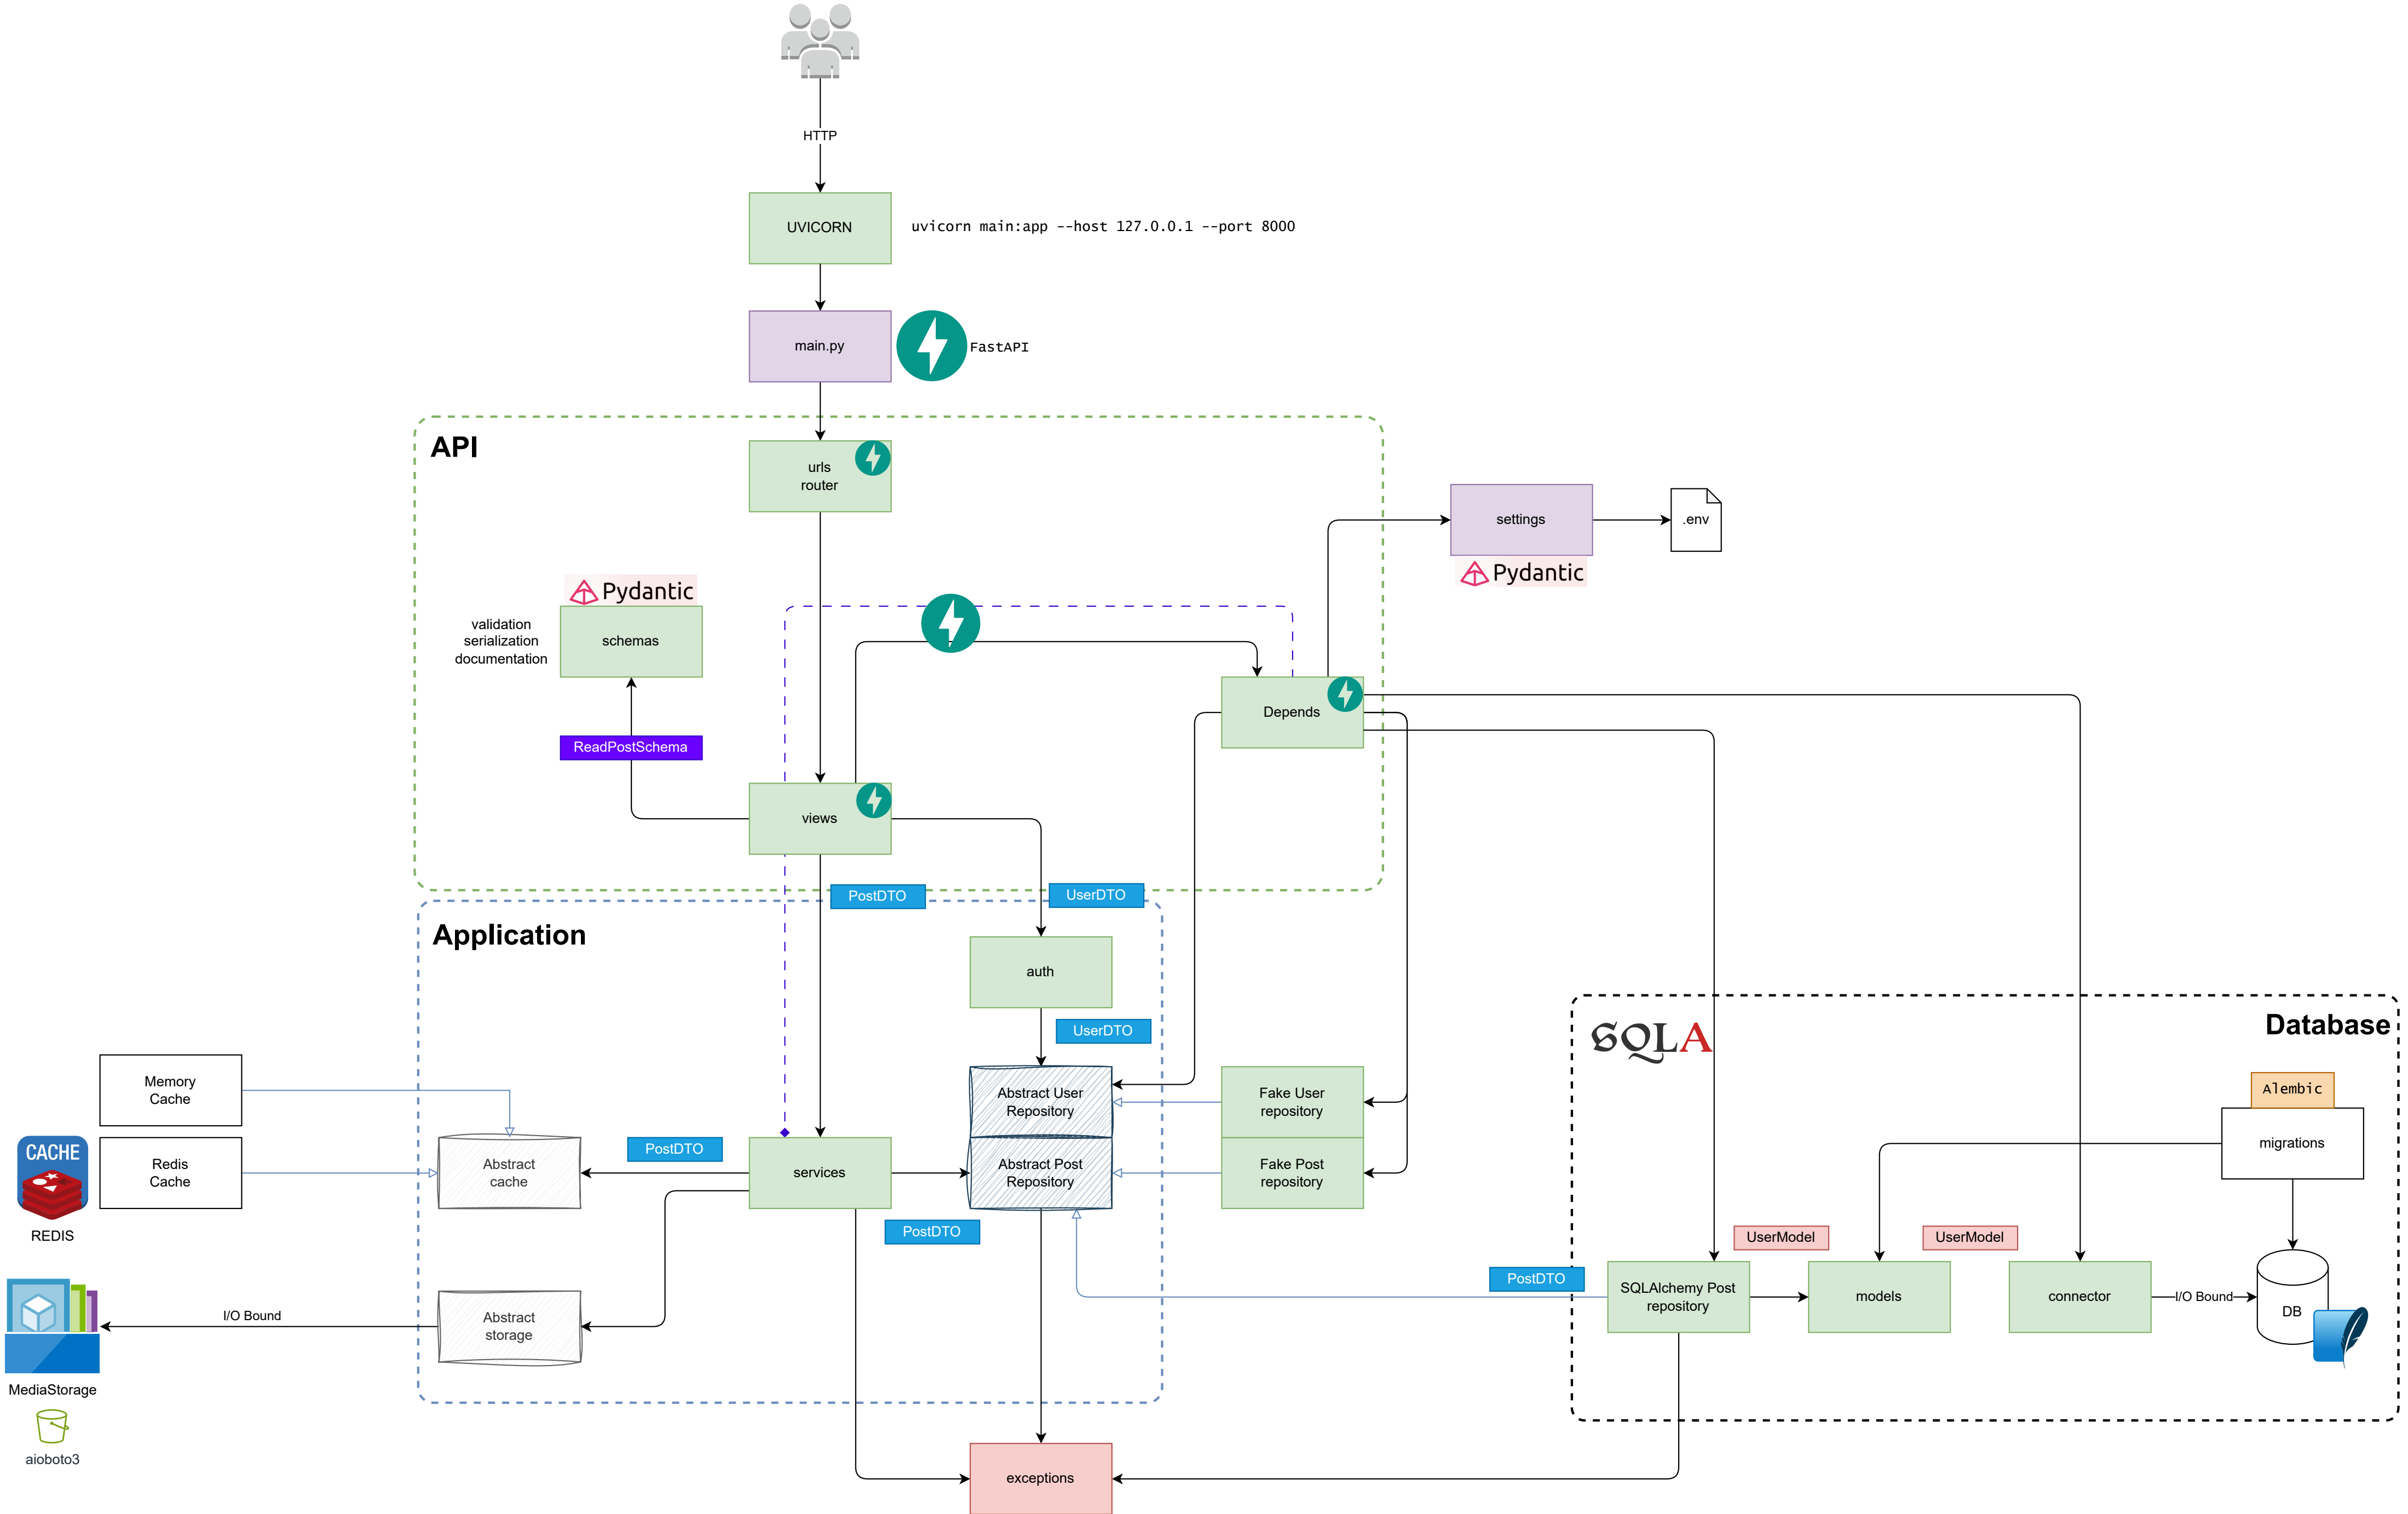 HTTP
UVICORN
uvicorn main:app --host 127.0.0.1 --port 8000
main.py
FastAPI
API
urls
router
settings
.env
Pydantic
Pydantic
validation
serialization
documentation
schemas
Depends
ReadPostSchema
views
PostDTO
UserDTO
Application
auth
UserDTO
SQLA
Database
Memory
Cache
Abstract User
Repository
Fake User
repository
Alembic
migrations
CACHE
REDIS
Redis
Cache
Abstract
cache
PostDTO
services
Abstract Post
Repository
Fake Post
repository
PostDTO
UserModel
UserModel
PostDTO
SQLAlchemy Post
repository
models
connector
I/O Bound
DB
I/O Bound
Abstract
storage
MediaStorage
aioboto3
exceptions